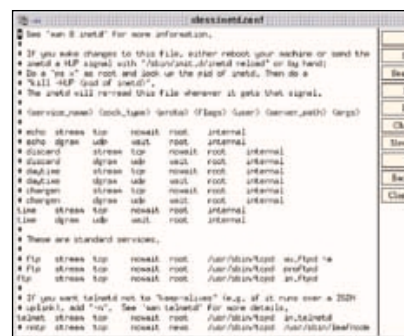 # See "man 8 inetd" for more information.
#
# If you make changes to this file, either reboot your machine or send the
# inetd a HUP signal with "/sbin/init.d/inetd reload" or by hand:
# Do a "ps x" as root and look up the pid of inetd. Then do a
# "kill -HUP <pid of inetd>".
# The inetd will re-read this file whenever it gets that signal.
#
# <service_name> <sock_type> <proto> <flags> <user> <server_path> <args>
#
# echo stream tcp nowait root internal
# echo dgram udp wait root internal
# discard stream tcp nowait root internal
# discard dgram udp wait root internal
# daytime stream tcp nowait root internal
# daytime dgram udp wait root internal
# chargen stream tcp nowait root internal
# chargen dgram udp wait root internal
time stream tcp nowait root internal
time dgram udp wait root internal
#
# These are standard services.
#
# ftp stream tcp nowait root /usr/sbin/tcpd
# ftp stream tcp nowait root /usr/sbin/tcpd proftpd
ftp stream tcp nowait root /usr/sbin/tcpd in.ftpd
#
# If you want telnetd not to "keep-alives" (e.g. if it runs over a ISDN
# uplink), add "-n". See "man telnetd" for more details.
telnet stream tcp nowait root /usr/sbin/tcpd in.telnetd
# nntp stream tcp nowait news /usr/sbin/tcpd